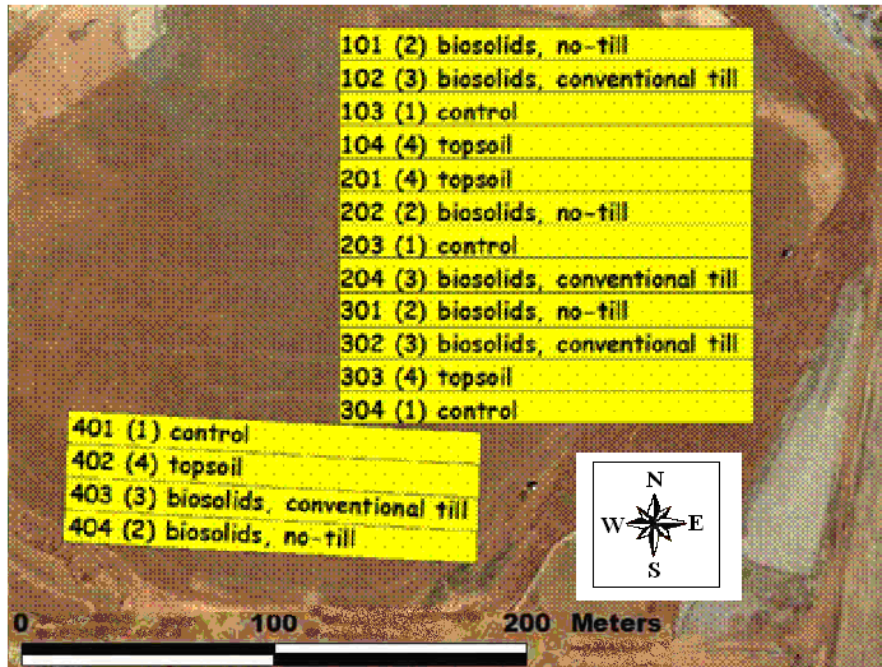 101 (2) biosolids, no-till
102 (3) biosolids, conventional till
103 (1) control
104 (4) topsoil
201 (4) topsoil
202 (2) biosolids, no-till
203 (1) control
204 (3) biosolids, conventional till
301 (2) biosolids, no-till
302 (3) biosolids, conventional till
303 (4) topsoil
304 (1) control
401 (1) control
402 (4) topsoil
403 (3) biosolids, conventional till
404 (2) biosolids, no-till
N
W E
S
0 100 200 Meters